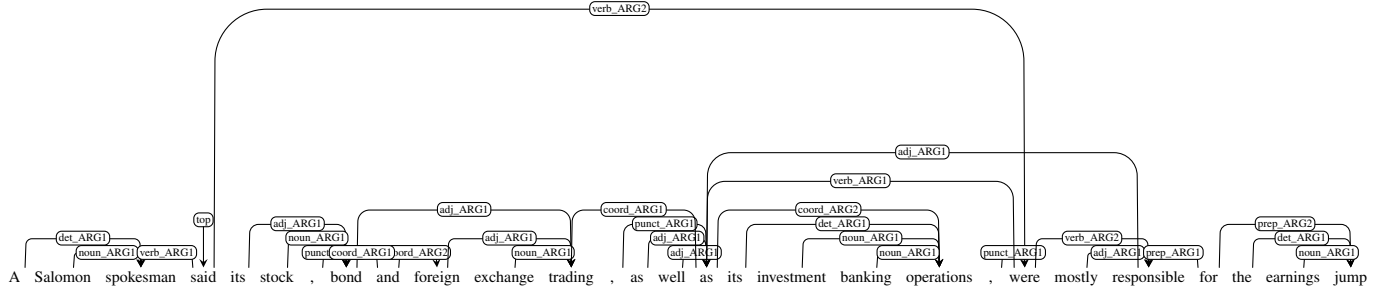 verb_ARG2
adj_ARG1
verb_ARG1
top adj_ARG1 coord_ARG1 coord_ARG2
adj_ARG1 punct_ARG1 det_ARG1 prep_ARG2
det_ARG1 noun_ARG1 adj_ARG1 adj_ARG1 noun_ARG1 verb_ARG2 det_ARG1
noun_ARG1 verb_ARG1 coord_ARG1 noun_ARG1 adj_ARG1 noun_ARG1 punct_ARG1 adj_ARG1 prep_ARG1 noun_ARG1
A Salomon spokesman said its stock , bond and foreign exchange trading , as well as its investment banking operations , were mostly responsible for the earnings jump